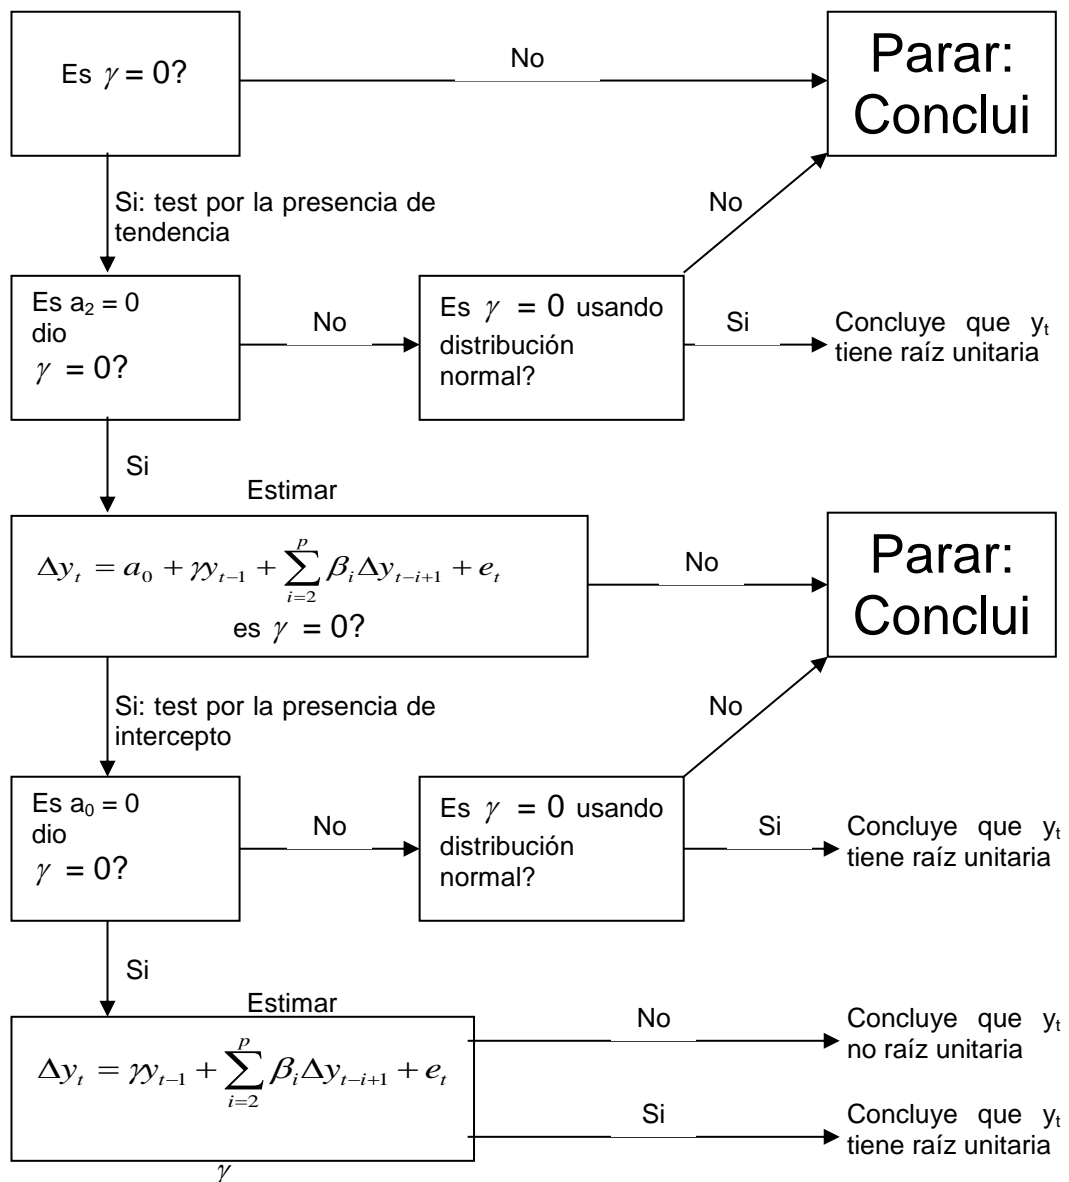 Es γ = 0?
No
Parar:
Conclui
Si: test por la presencia de
tendencia
No
Es a₂ = 0
dio
γ = 0?
No
Es γ = 0 usando
distribución
normal?
Si
Concluye que yₜ
tiene raíz unitaria
Si
Estimar
Δyₜ = a₀ + γyₜ₋₁ + ∑ᵢ₌₂ᵖ βᵢΔyₜ₋ᵢ₊₁ + eₜ
es γ = 0?
No
Parar:
Conclui
Si: test por la presencia de
intercepto
No
Es a₀ = 0
dio
γ = 0?
No
Es γ = 0 usando
distribución
normal?
Si
Concluye que yₜ
tiene raíz unitaria
Si
Estimar
Δyₜ = γyₜ₋₁ + ∑ᵢ₌₂ᵖ βᵢΔyₜ₋ᵢ₊₁ + eₜ
γ
No
Concluye que yₜ
no raíz unitaria
Si
Concluye que yₜ
tiene raíz unitaria